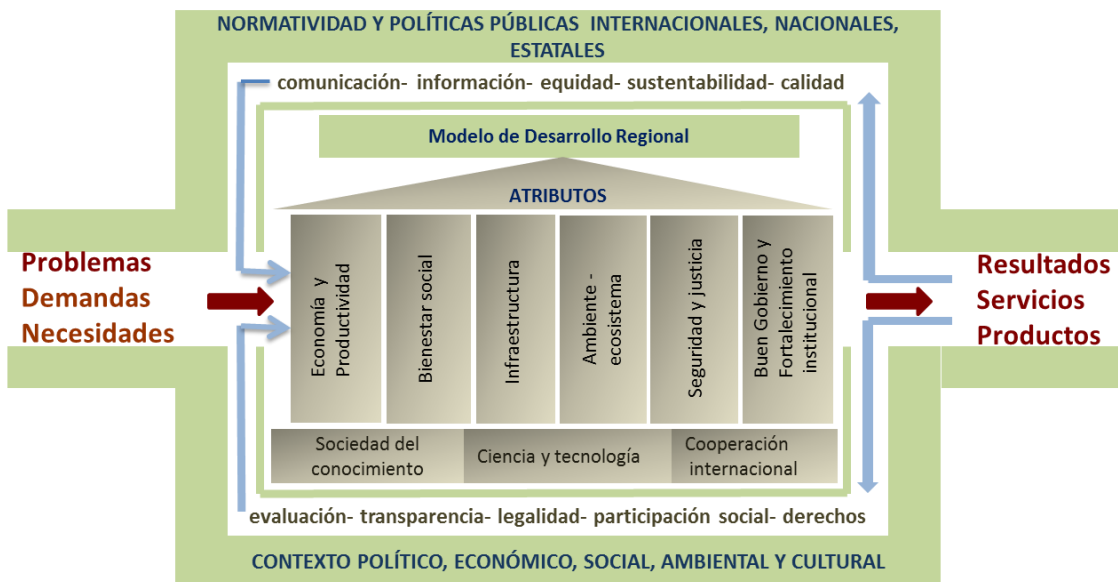 NORMATIVIDAD Y POLÍTICAS PÚBLICAS INTERNACIONALES, NACIONALES,
ESTATALES
comunicación- información- equidad- sustentabilidad- calidad
Modelo de Desarrollo Regional
ATRIBUTOS
Problemas
Demandas
Necesidades
Economía y
Productividad
Bienestar social
Infraestructura
Ambiente -
ecosistema
Seguridad y justicia
Buen Gobierno y
Fortalecimiento
institucional
Resultados
Servicios
Productos
Sociedad del
conocimiento
Ciencia y tecnología
Cooperación
internacional
evaluación- transparencia- legalidad- participación social- derechos
CONTEXTO POLÍTICO, ECONÓMICO, SOCIAL, AMBIENTAL Y CULTURAL